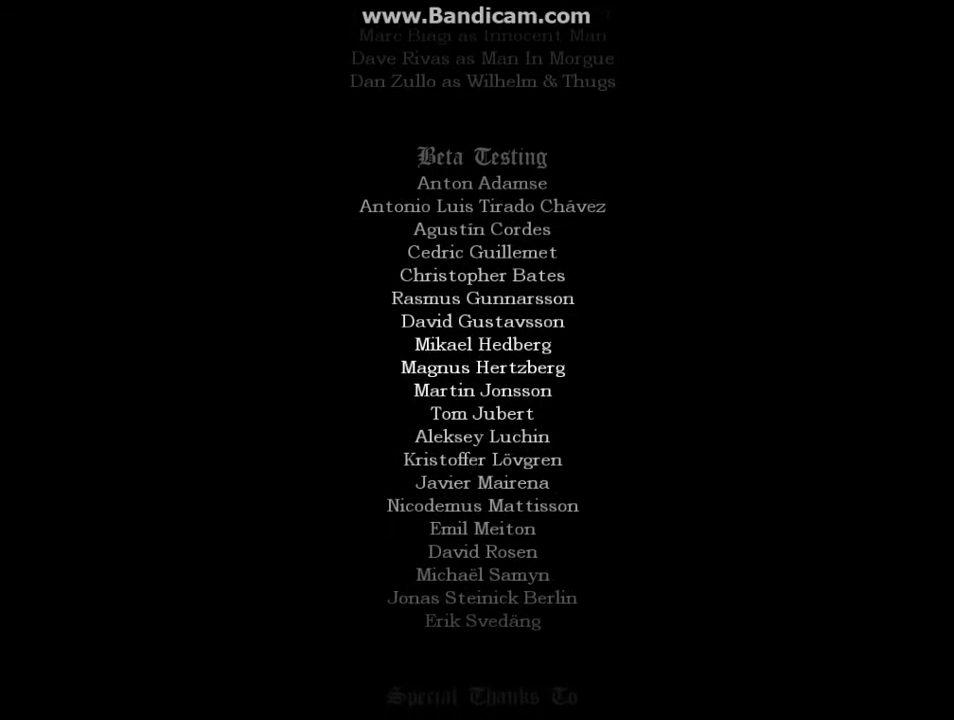 www.Bandicam.com
Marc Biagi as Innocent Man
Dave Rivas as Man In Morgue
Dan Zullo as Wilhelm & Thugs
Beta Testing
Anton Adamse
Antonio Luis Tirado Chávez
Agustín Cordes
Cedric Guillemet
Christopher Bates
Rasmus Gunnarsson
David Gustavsson
Mikael Hedberg
Magnus Hertzberg
Martin Jonsson
Tom Jubert
Aleksey Luchin
Kristoffer Lövgren
Javier Mairena
Nicodemus Mattisson
Emil Meiton
David Rosen
Michaël Samyn
Jonas Steinick Berlin
Erik Svedäng
Special Thanks To